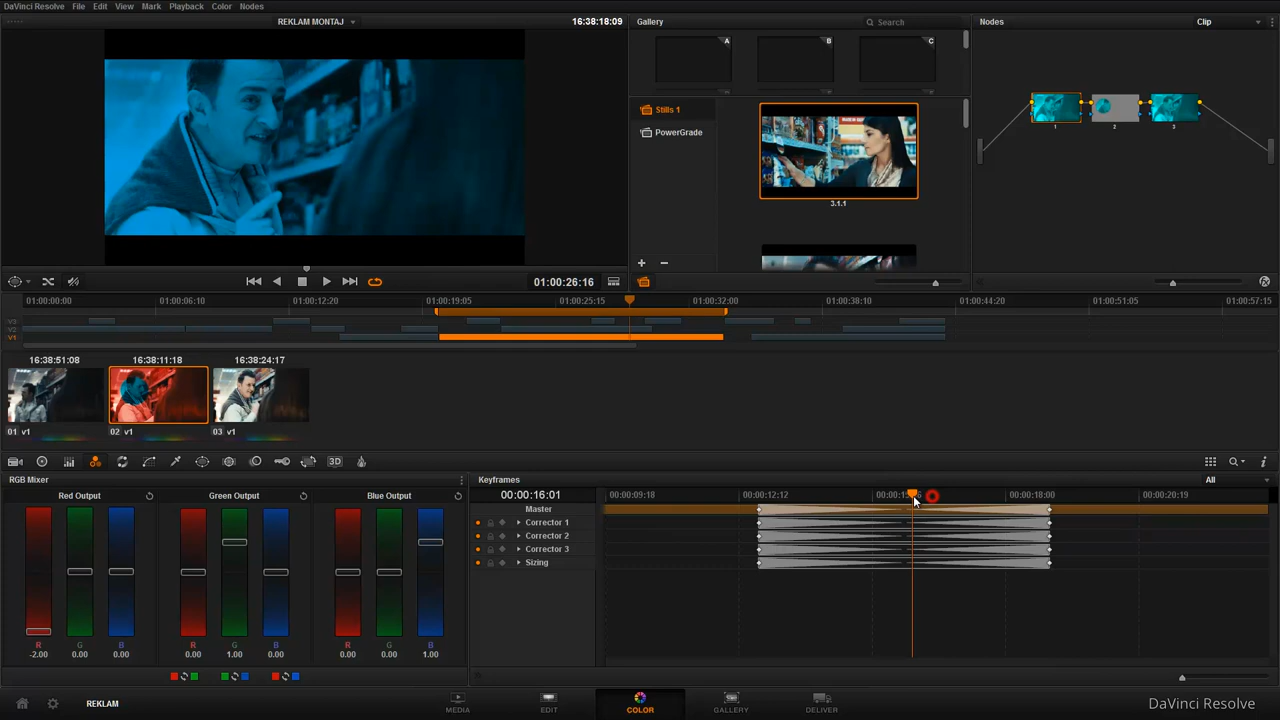 DaVinci Resolve File Edit View Mark Playback Color Nodes
REKLAM MONTAJ 16:38:18:09 Gallery Search Nodes Clip
A B C
Stills 1
PowerGrade
1 2 3
3.1.1
01:00:26:16
01:00:00:00 01:00:06:10 01:00:12:20 01:00:19:05 01:00:25:15 01:00:32:00 01:00:38:10 01:00:44:20 01:00:51:05 01:00:57:15
V3
V2
V1
16:38:51:08 16:38:11:18 16:38:24:17
01 v1 02 v1 03 v1
3D
RGB Mixer Keyframes All
Red Output Green Output Blue Output 00:00:16:01 00:00:09:18 00:00:12:12 00:00:18:00 00:00:20:19
Master
Corrector 1
Corrector 2
Corrector 3
Sizing
R G B R G B R G B
-2.00 0.00 0.00 0.00 1.00 0.00 0.00 0.00 1.00
REKLAM MEDIA EDIT COLOR GALLERY DELIVER DaVinci Resolve